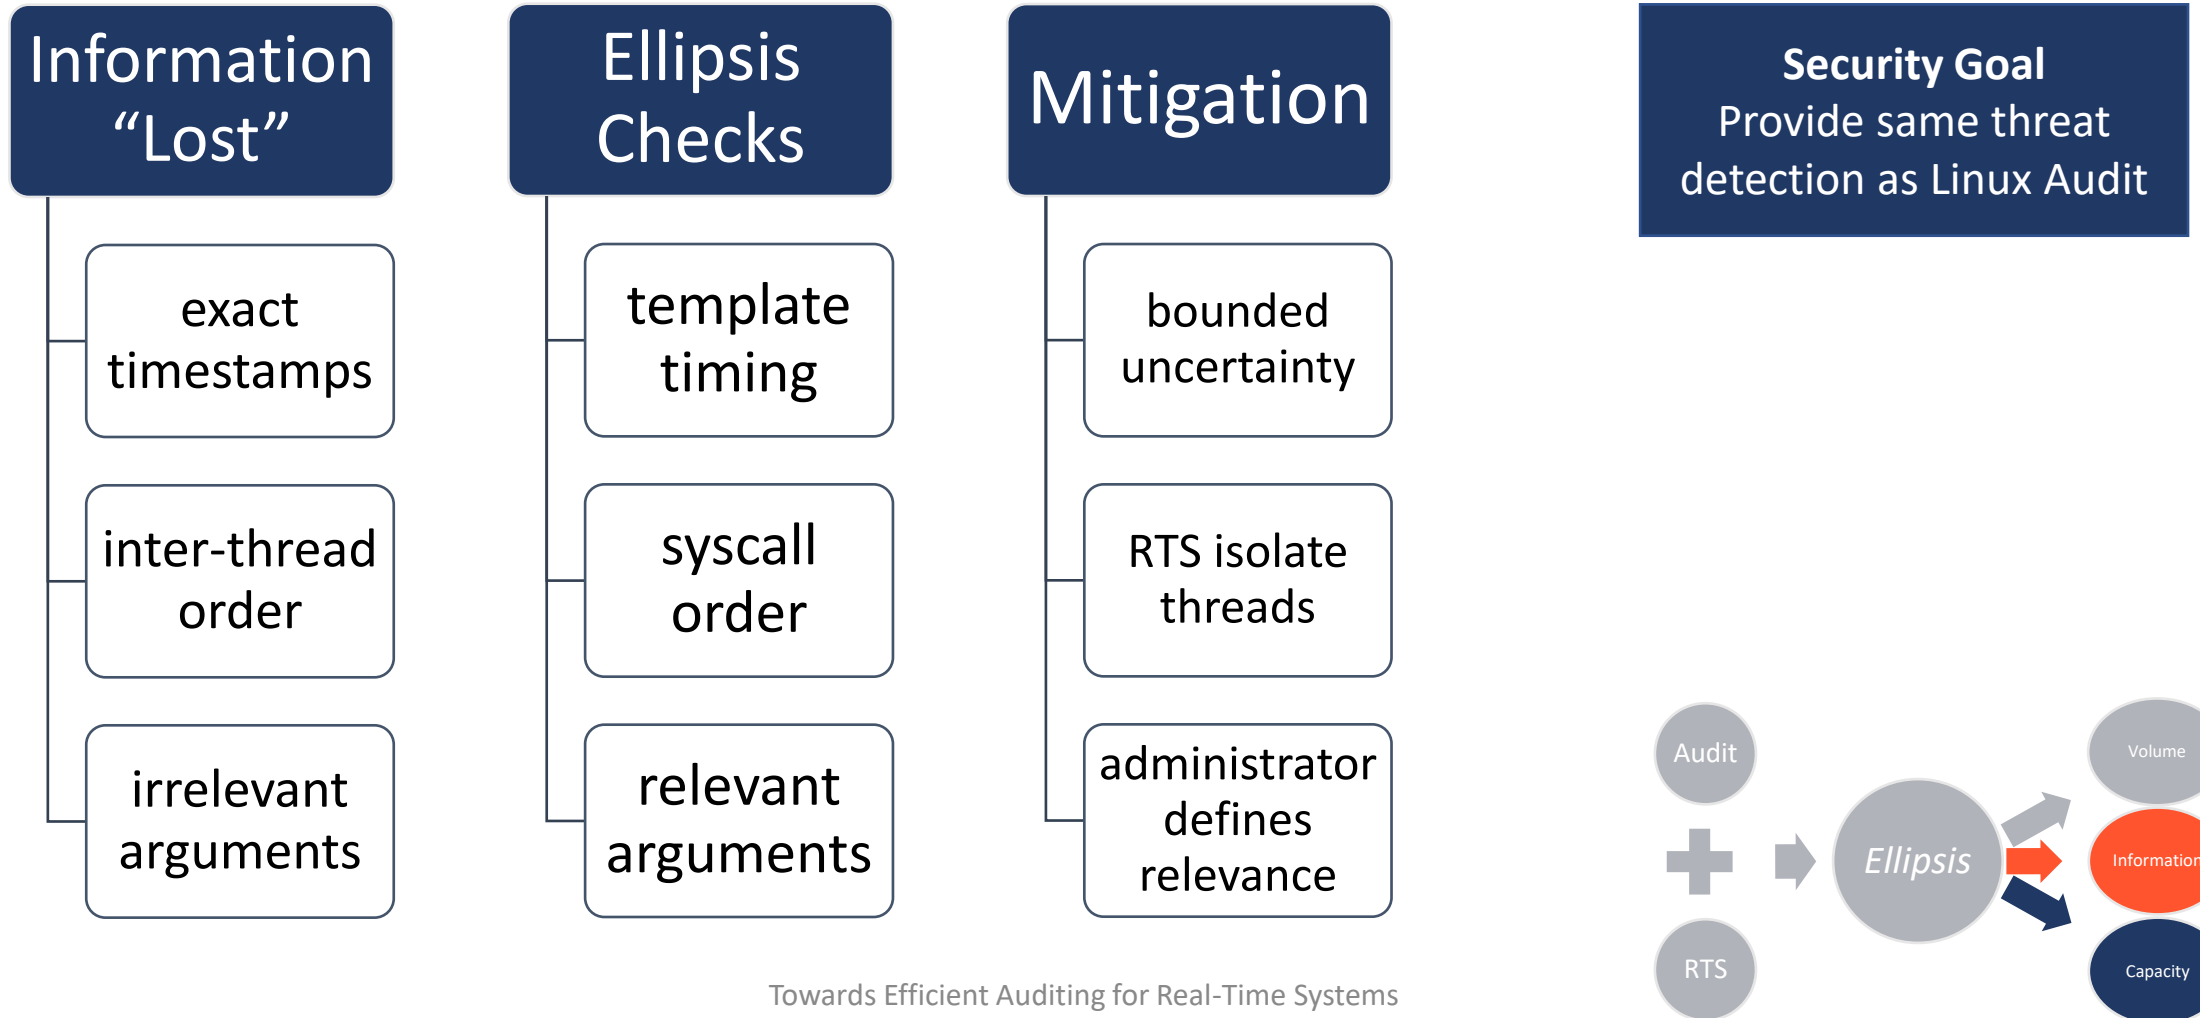 Information
“Lost”
exact
timestamps
inter-thread
order
irrelevant
arguments
Ellipsis
Checks
template
timing
syscall
order
relevant
arguments
Mitigation
bounded
uncertainty
RTS isolate
threads
administrator
defines
relevance
Security Goal
Provide same threat
detection as Linux Audit
Audit
RTS
Ellipsis
Volume
Information
Capacity
Towards Efficient Auditing for Real-Time Systems